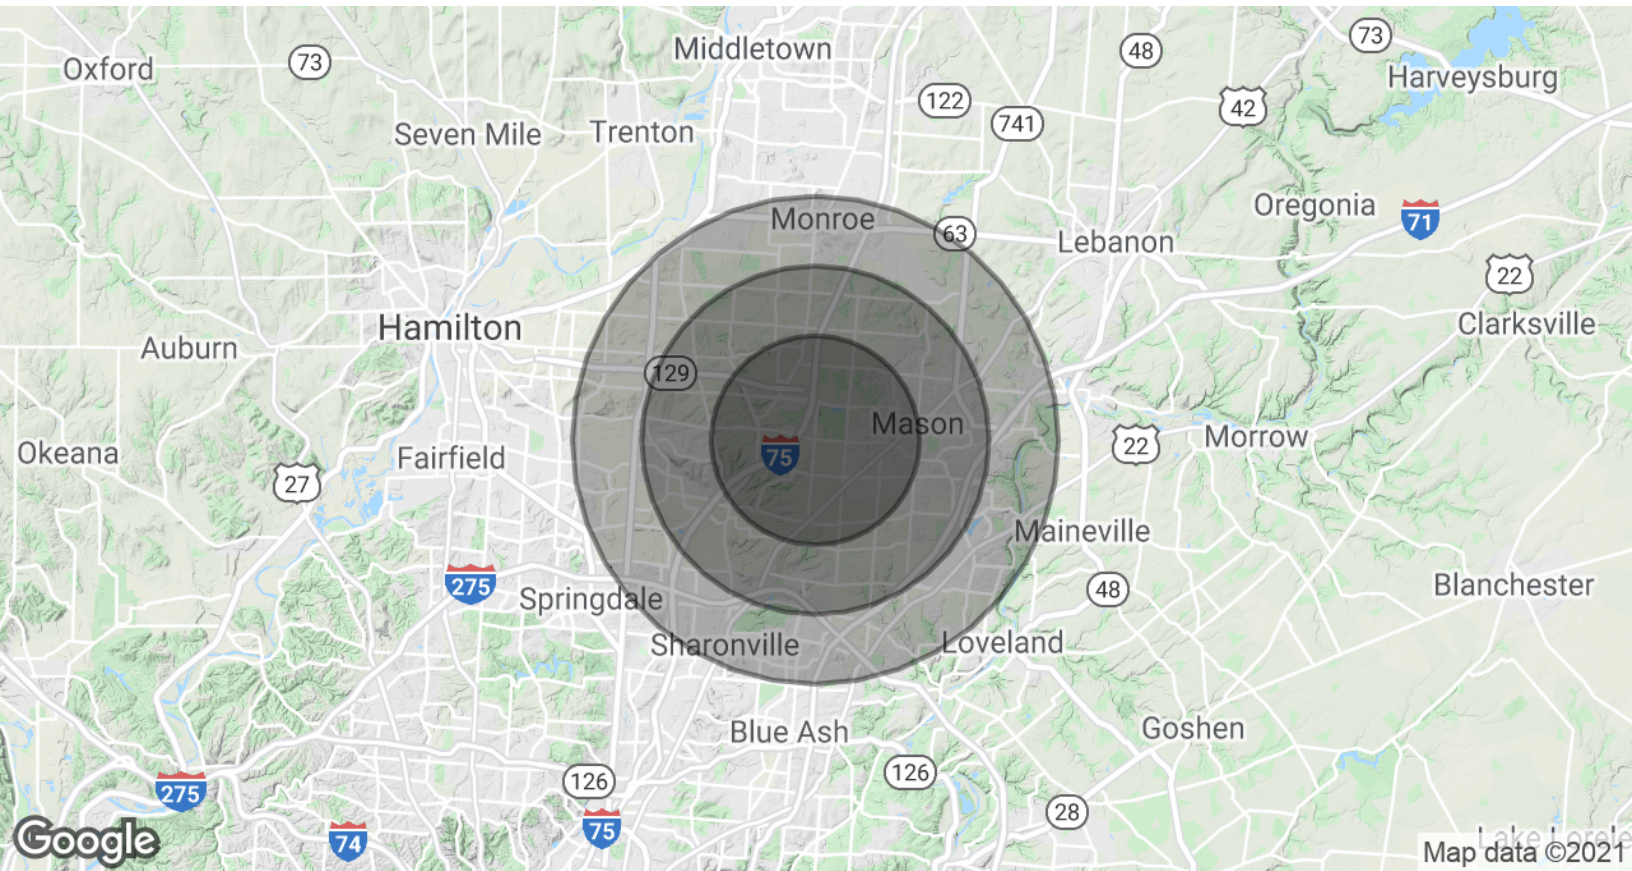 Middletown
73
48
73
Oxford
Harveysburg
122
42
741
Seven Mile
Trenton
Oregonia
71
Monroe
63
Lebanon
22
Hamilton
Clarksville
Auburn
129
Mason
Okeana
Fairfield
75
22
Morrow
27
Maineville
275
48
Blanchester
Springdale
Sharonville
Loveland
Blue Ash
Goshen
126
126
275
28
75
74
Google
Map data ©2021